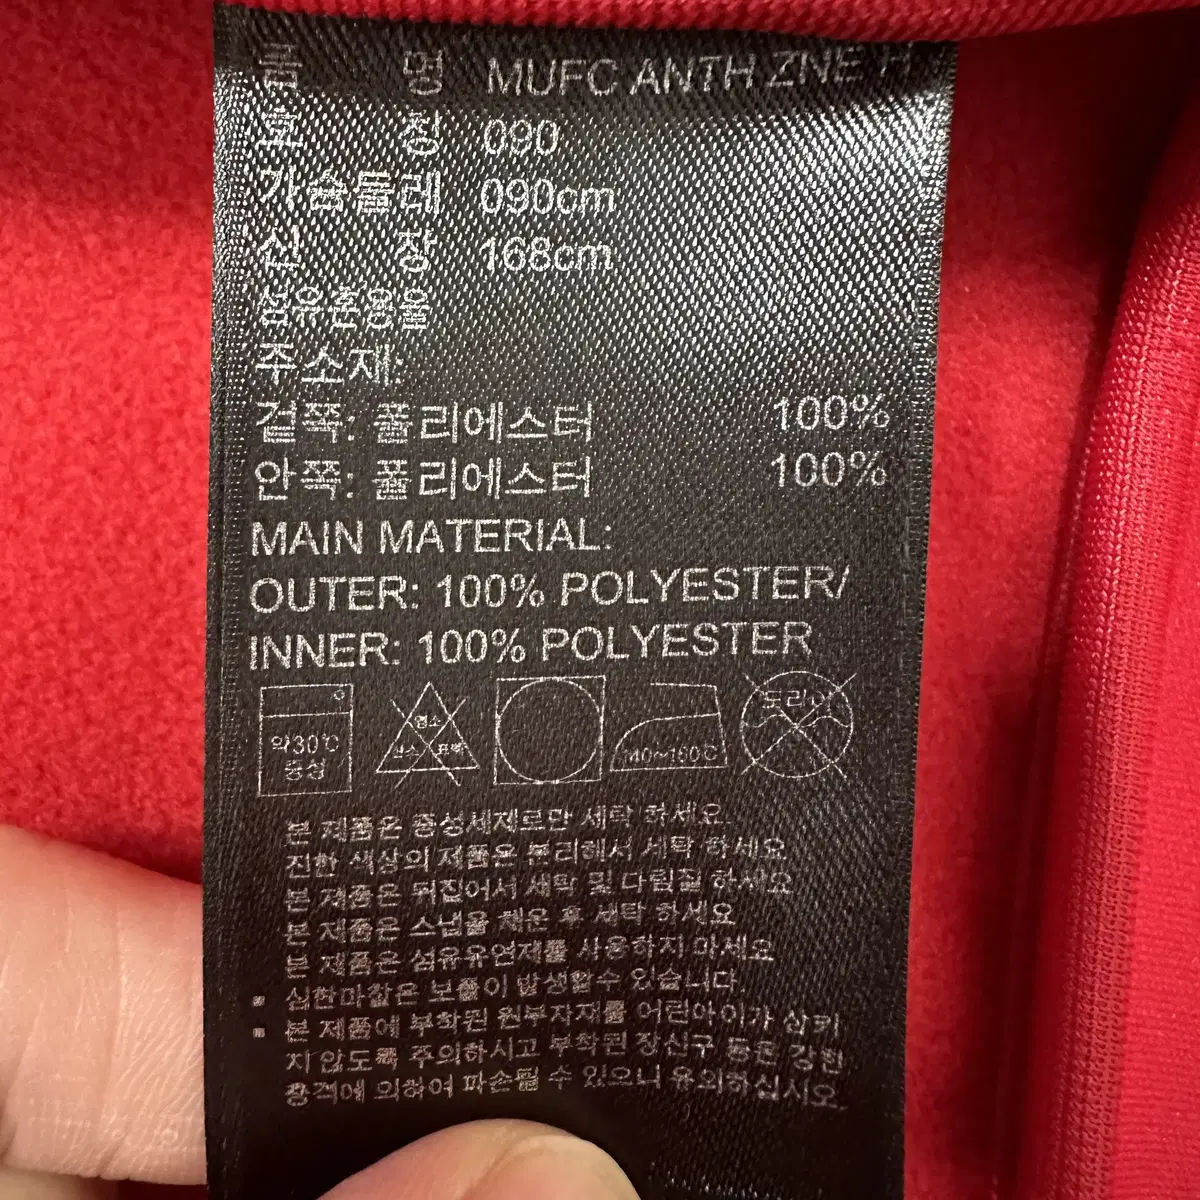 품 명 MUFC ANTH ZNE H
호 칭 090
가슴둘레 090cm
신 장 168cm
섬유혼용율
주소재:
겉쪽: 폴리에스터 100%
안쪽: 폴리에스터 100%
MAIN MATERIAL:
OUTER: 100% POLYESTER/
INNER: 100% POLYESTER
약30℃
중성
염소
산소 표백
40~160℃
드라이
본 제품은 중성세제로만 세탁 하세요.
진한 색상의 제품은 분리해서 세탁 하세요
본 제품은 뒤집어서 세탁 및 다림질 하세요
본 제품은 스냅을 채운 후 세탁 하세요
본 제품은 섬유유연제를 사용하지 마세요
심한마찰은 보풀이 발생할수 있습니다.
본 제품에 부착된 원부자재를 어린아이가 삼키
지않도록 주의하시고 부착된 장신구 등은 강한
충격에 의하여 파손될 수 있으니 유의하십시오.